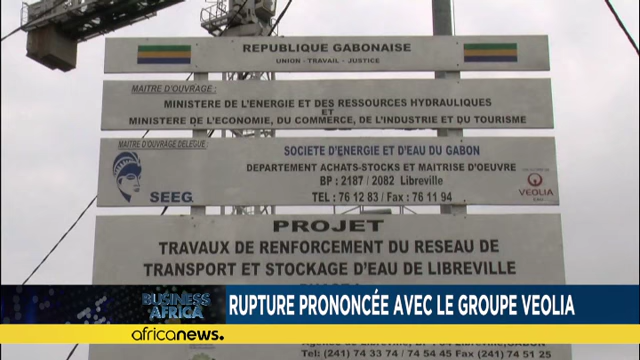 REPUBLIQUE GABONAISE
UNION - TRAVAIL - JUSTICE
MAITRE D'OUVRAGE :
MINISTERE DE L'ENERGIE ET DES RESSOURCES HYDRAULIQUES
ET
MINISTERE DE L'ECONOMIE, DU COMMERCE, DE L'INDUSTRIE ET DU TOURISME
MAITRE D'OUVRAGE DELEGUE :
SOCIETE D'ENERGIE ET D'EAU DU GABON
DEPARTEMENT ACHATS-STOCKS ET MAITRISE D'OEUVRE
BP : 2187 / 2082 Libreville
TEL : 76 12 83 / Fax : 76 11 94
SEEG
VEOLIA
EAU
PROJET
TRAVAUX DE RENFORCEMENT DU RESEAU DE
TRANSPORT ET STOCKAGE D'EAU DE LIBREVILLE
BUSINESS
AFRICA
RUPTURE PRONONCÉE AVEC LE GROUPE VEOLIA
africanews.
Tel : (241) 74 33 74 / 74 54 45 Fax (241) 74 51 2